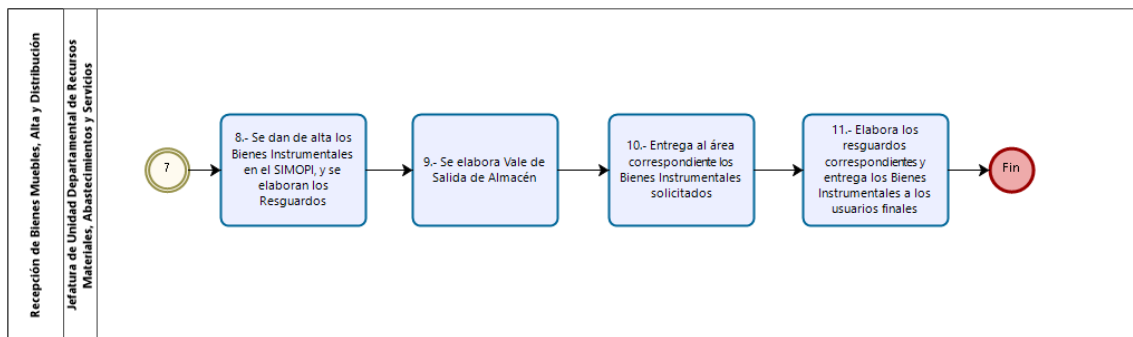 Recepción de Bienes Muebles, Alta y Distribución
Jefatura de Unidad Departamental de Recursos
Materiales, Abastecimientos y Servicios
7
8.- Se dan de alta los
Bienes Instrumentales
en el SIMOPI, y se
elaboran los
Resguardos
9.- Se elabora Vale de
Salida de Almacén
10.- Entrega al área
correspondiente los
Bienes Instrumentales
solicitados
11.- Elabora los
resguardos
correspondientes y
entrega los Bienes
Instrumentales a los
usuarios finales
Fin